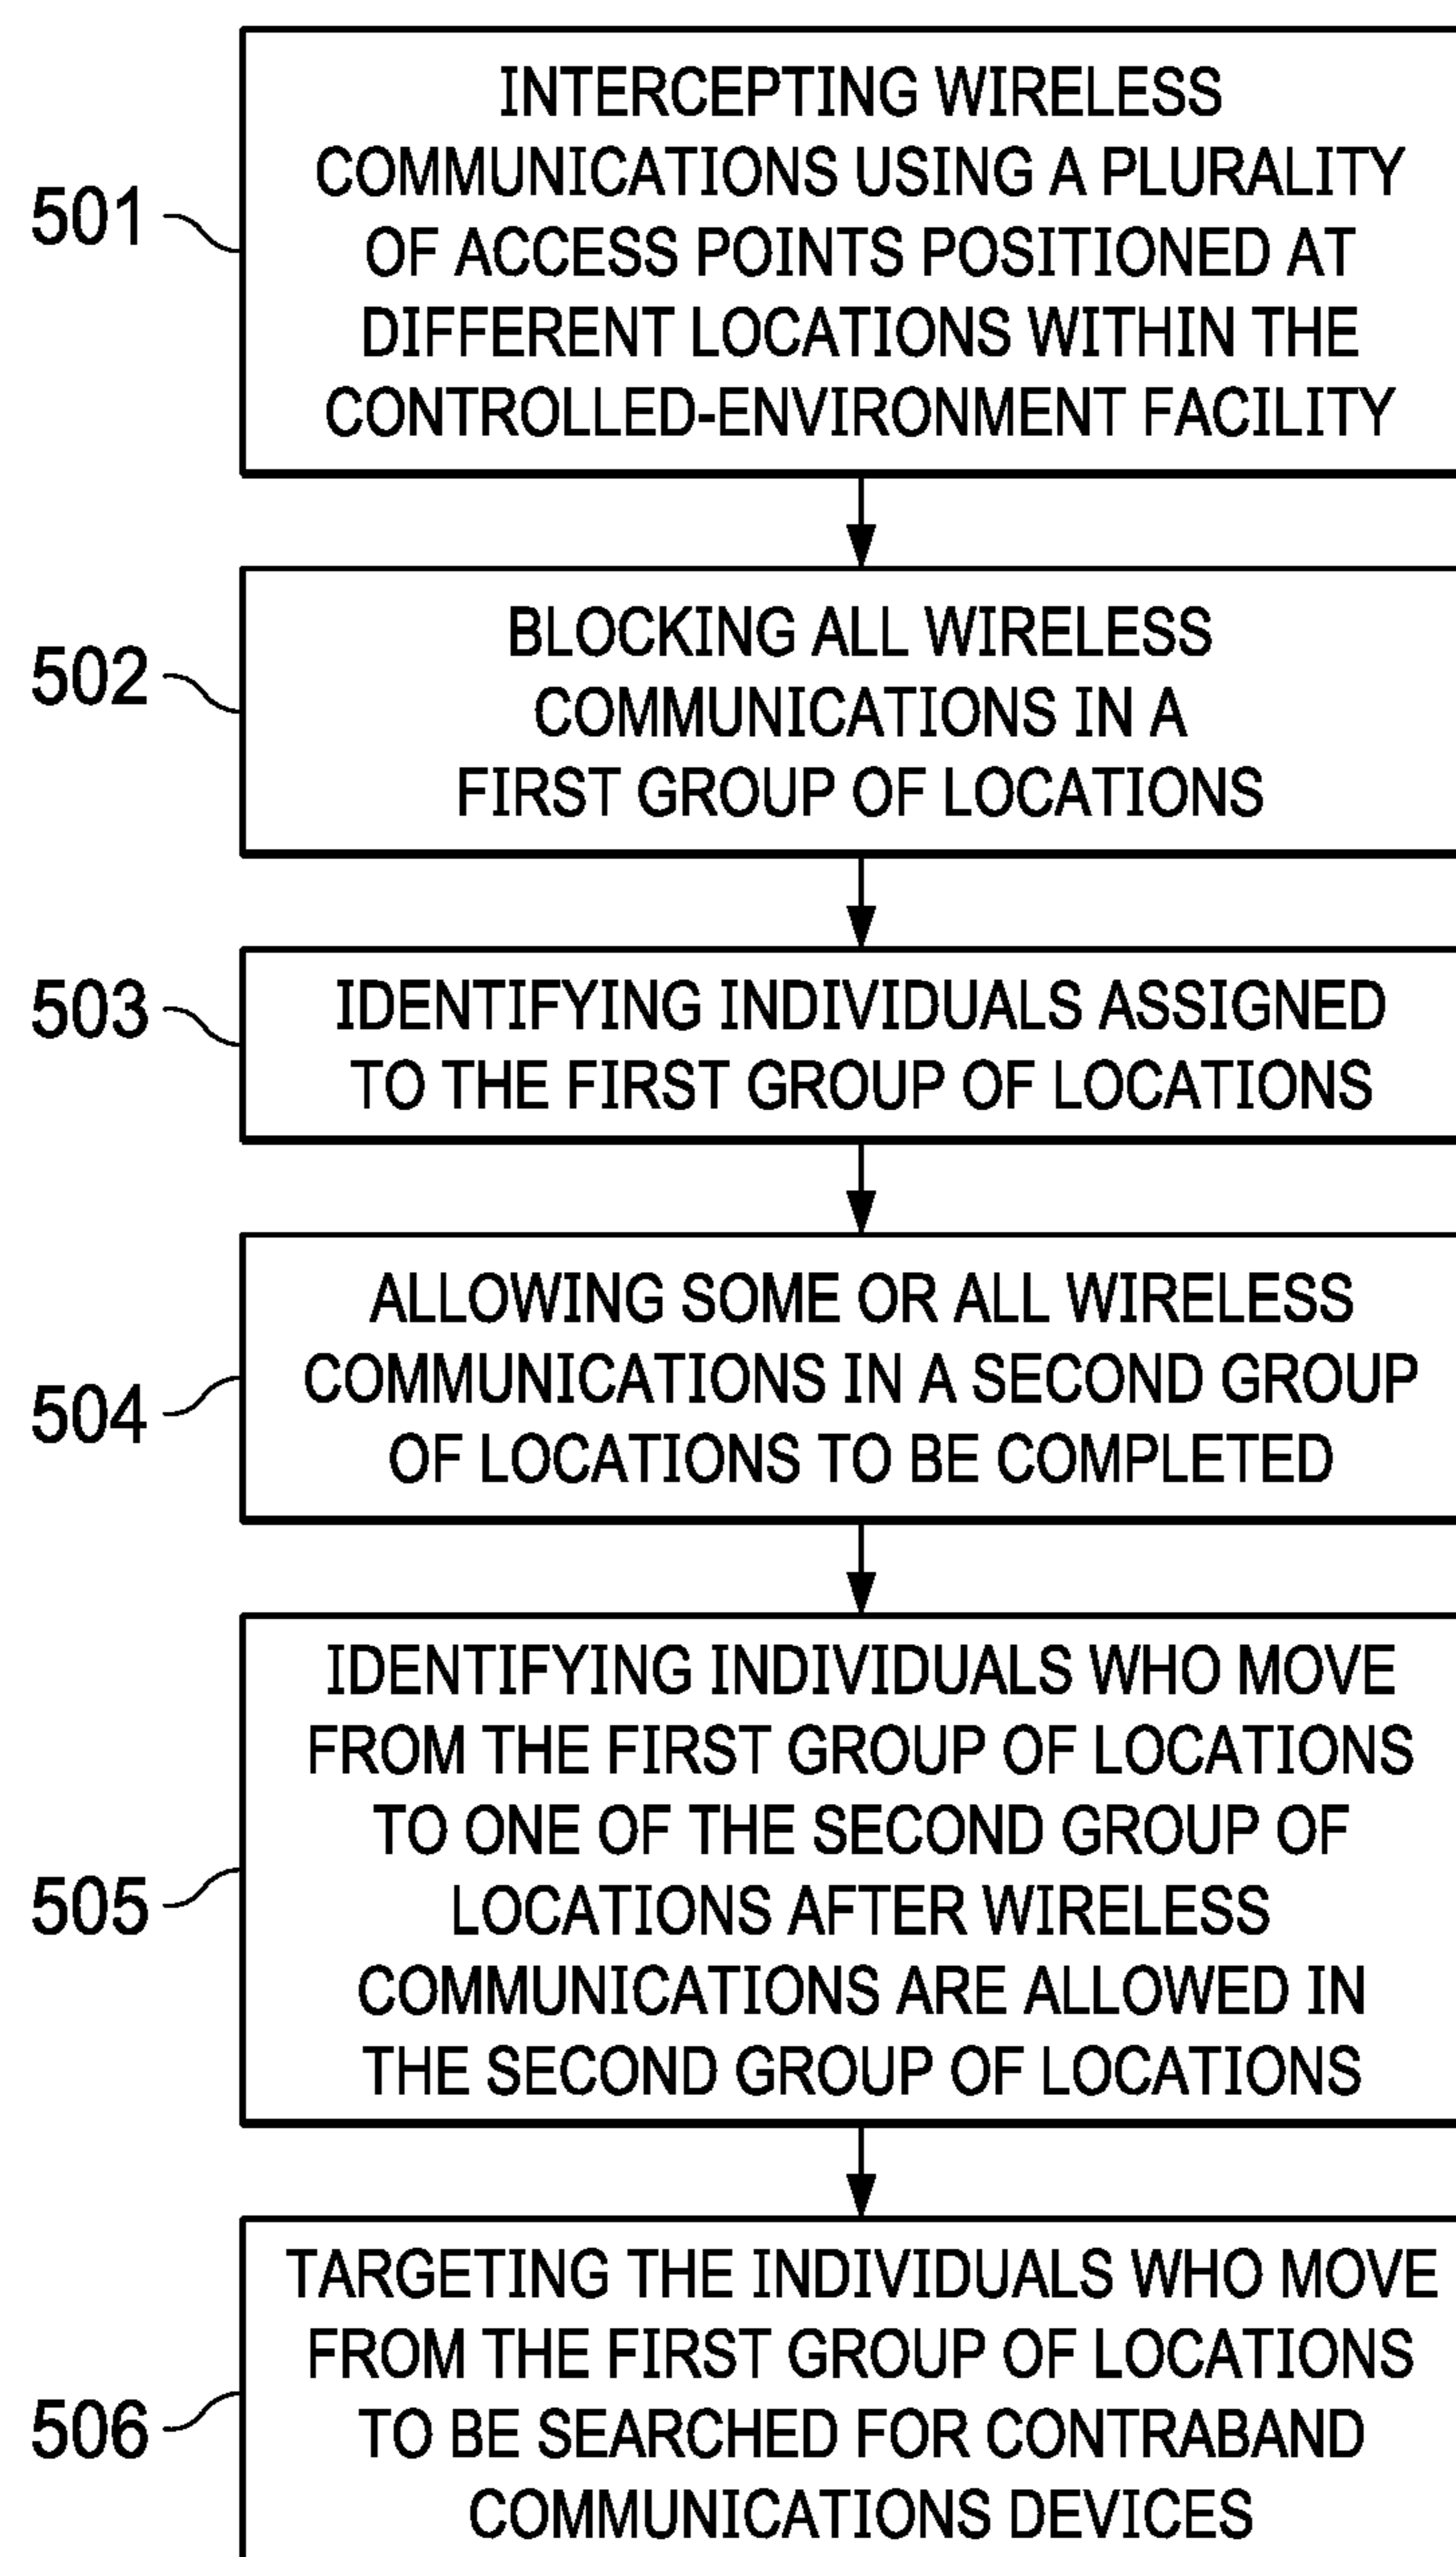 INTERCEPTING WIRELESS
COMMUNICATIONS USING A PLURALITY
501
OF ACCESS POINTS POSITIONED AT
DIFFERENT LOCATIONS WITHIN THE
CONTROLLED-ENVIRONMENT FACILITY
BLOCKING ALL WIRELESS
502
COMMUNICATIONS IN A
FIRST GROUP OF LOCATIONS
503
IDENTIFYING INDIVIDUALS ASSIGNED
TO THE FIRST GROUP OF LOCATIONS
ALLOWING SOME OR ALL WIRELESS
COMMUNICATIONS IN A SECOND GROUP
504
OF LOCATIONS TO BE COMPLETED
IDENTIFYING INDIVIDUALS WHO MOVE
FROM THE FIRST GROUP OF LOCATIONS
TO ONE OF THE SECOND GROUP OF
505
LOCATIONS AFTER WIRELESS
COMMUNICATIONS ARE ALLOWED IN
THE SECOND GROUP OF LOCATIONS
TARGETING THE INDIVIDUALS WHO MOVE
FROM THE FIRST GROUP OF LOCATIONS
506
TO BE SEARCHED FOR CONTRABAND
COMMUNICATIONS DEVICES